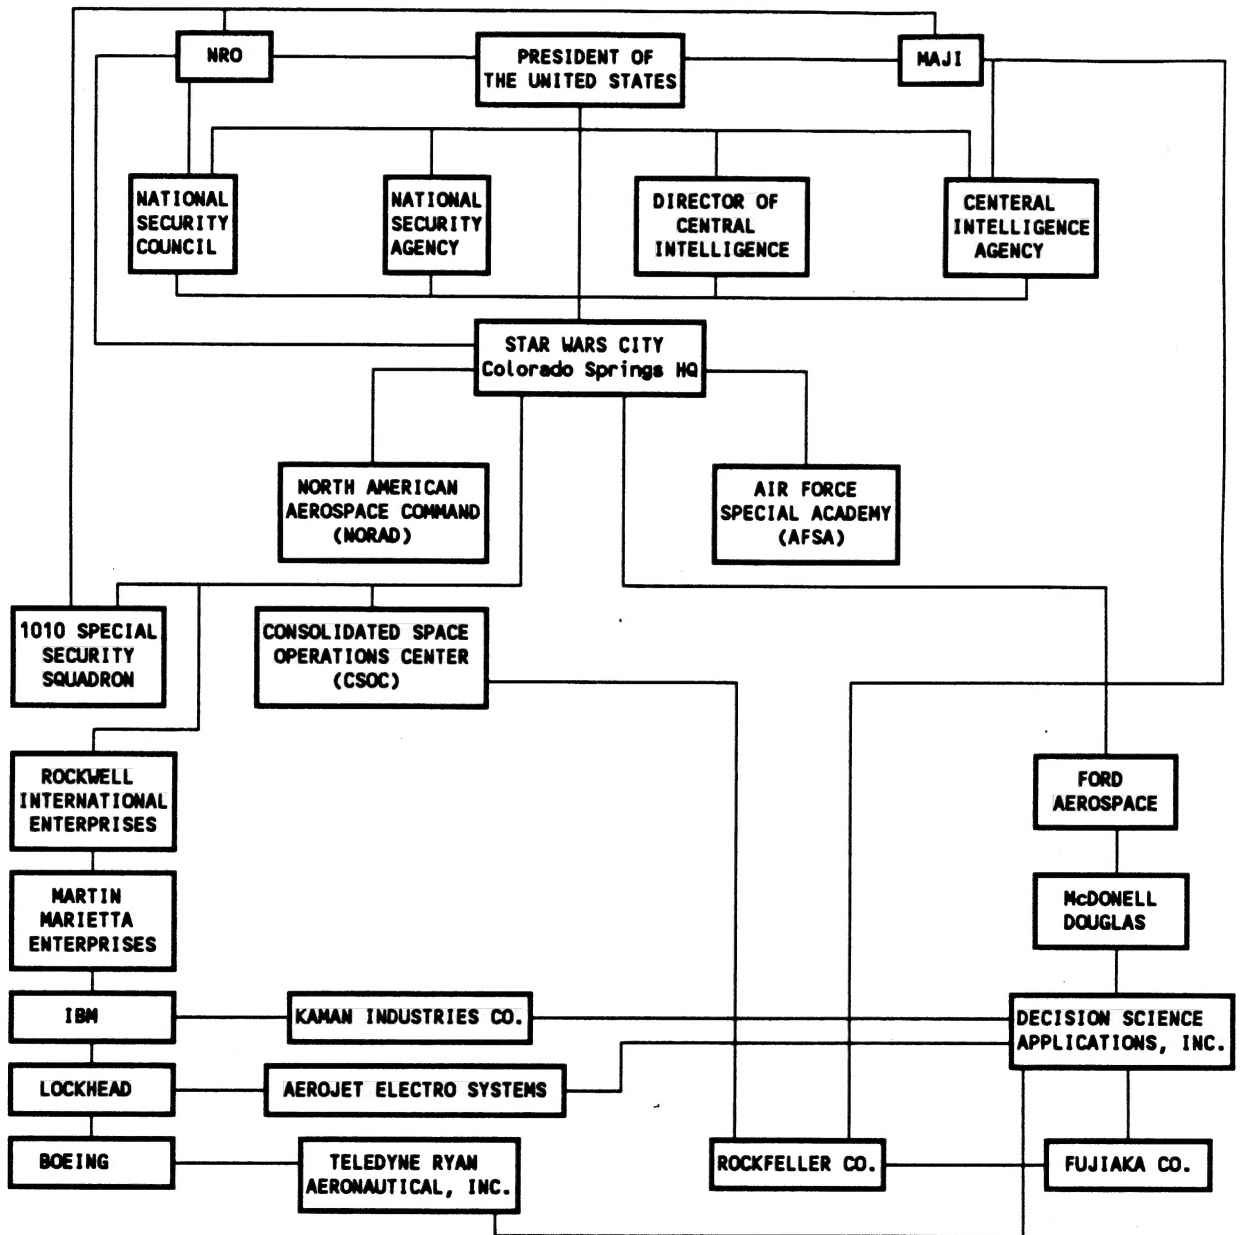 NRO
PRESIDENT OF
THE UNITED STATES
MAJI
NATIONAL
SECURITY
COUNCIL
NATIONAL
SECURITY
AGENCY
DIRECTOR OF
CENTRAL
INTELLIGENCE
CENTERAL
INTELLIGENCE
AGENCY
STAR WARS CITY
Colorado Springs HQ
NORTH AMERICAN
AEROSPACE COMMAND
(NORAD)
AIR FORCE
SPECIAL ACADEMY
(AFSA)
1010 SPECIAL
SECURITY
SQUADRON
CONSOLIDATED SPACE
OPERATIONS CENTER
(CSOC)
ROCKWELL
INTERNATIONAL
ENTERPRISES
FORD
AEROSPACE
MARTIN
MARIETTA
ENTERPRISES
McDONELL
DOUGLAS
IBM
KAMAN INDUSTRIES CO.
DECISION SCIENCE
APPLICATIONS, INC.
LOCKHEAD
AEROJET ELECTRO SYSTEMS
BOEING
TELEDYNE RYAN
AERONAUTICAL, INC.
ROCKFELLER CO.
FUJIAKA CO.